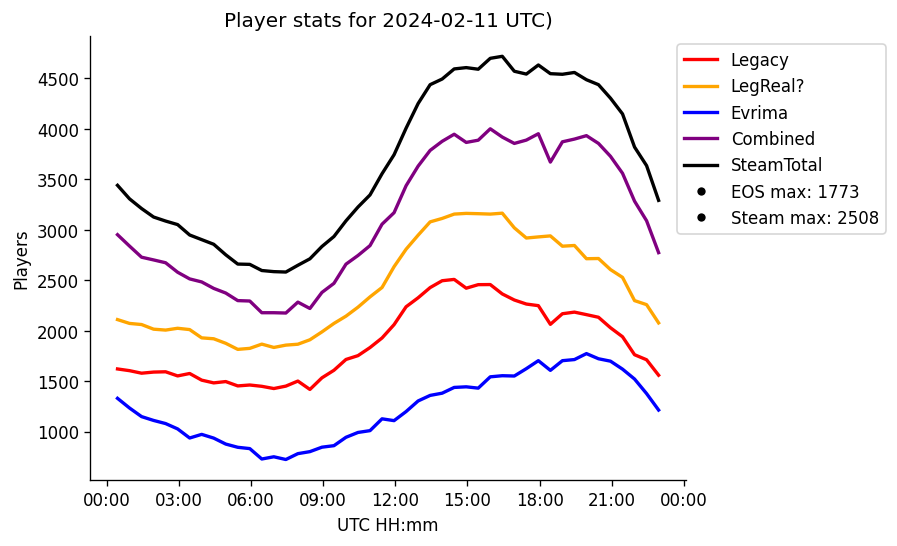 Player stats for 2024-02-11 UTC)
Legacy
LegReal?
Evrima
Combined
SteamTotal
EOS max: 1773
Steam max: 2508
4500
4000
3500
3000
2500
2000
1500
1000
Players
00:00 03:00 06:00 09:00 12:00 15:00 18:00 21:00 00:00
UTC HH:mm